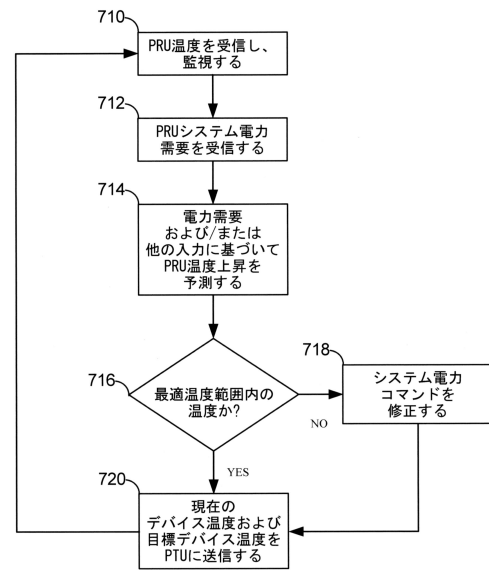 710
PRU温度を受信し、
監視する
712
PRUシステム電力
需要を受信する
714
電力需要
および/または
他の入力に基づいて
PRU温度上昇を
予測する
716
最適温度範囲内の
温度か?
718
システム電力
コマンドを
修正する
NO
YES
720
現在の
デバイス温度および
目標デバイス温度を
PTUに送信する